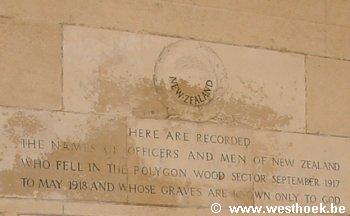 NEW ZEALAND
HERE ARE RECORDED
THE NAMES OF OFFICERS AND MEN OF NEW ZEALAND
WHO FELL IN THE POLYGON WOOD SECTOR SEPTEMBER 1917
TO MAY 1918 AND WHOSE GRAVES ARE KNOWN ONLY TO GOD
© www.westhoek.be